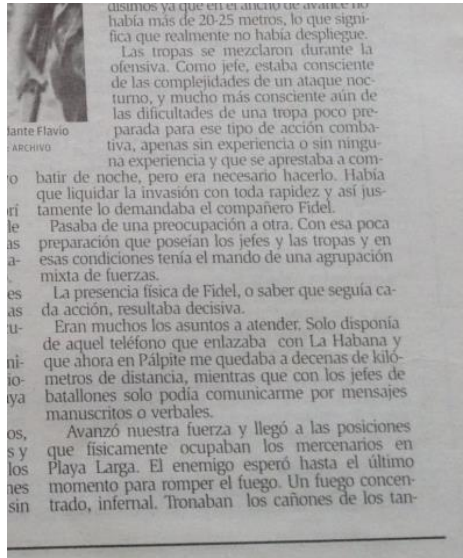 disimos ya que en el ancho de avance no
había más de 20-25 metros, lo que signi-
fica que realmente no había despliegue.
Las tropas se mezclaron durante la
ofensiva. Como jefe, estaba consciente
de las complejidades de un ataque noc-
turno, y mucho más consciente aún de
las dificultades de una tropa poco pre-
parada para ese tipo de acción comba-
tiva, apenas sin experiencia o sin ningu-
na experiencia y que se aprestaba a com-
batir de noche, pero era necesario hacerlo. Había
que liquidar la invasión con toda rapidez y así jus-
tamente lo demandaba el compañero Fidel.
Pasaba de una preocupación a otra. Con esa poca
preparación que poseían los jefes y las tropas y en
esas condiciones tenía el mando de una agrupación
mixta de fuerzas.
La presencia física de Fidel, o saber que seguía ca-
da acción, resultaba decisiva.
Eran muchos los asuntos a atender. Solo disponía
de aquel teléfono que enlazaba con La Habana y
que ahora en Pálpite me quedaba a decenas de kiló-
metros de distancia, mientras que con los jefes de
batallones solo podía comunicarme por mensajes
manuscritos o verbales.
Avanzó nuestra fuerza y llegó a las posiciones
que físicamente ocupaban los mercenarios en
Playa Larga. El enemigo esperó hasta el último
momento para romper el fuego. Un fuego concen-
trado, infernal. Tronaban los cañones de los tan-
dante Flavio
ARCHIVO